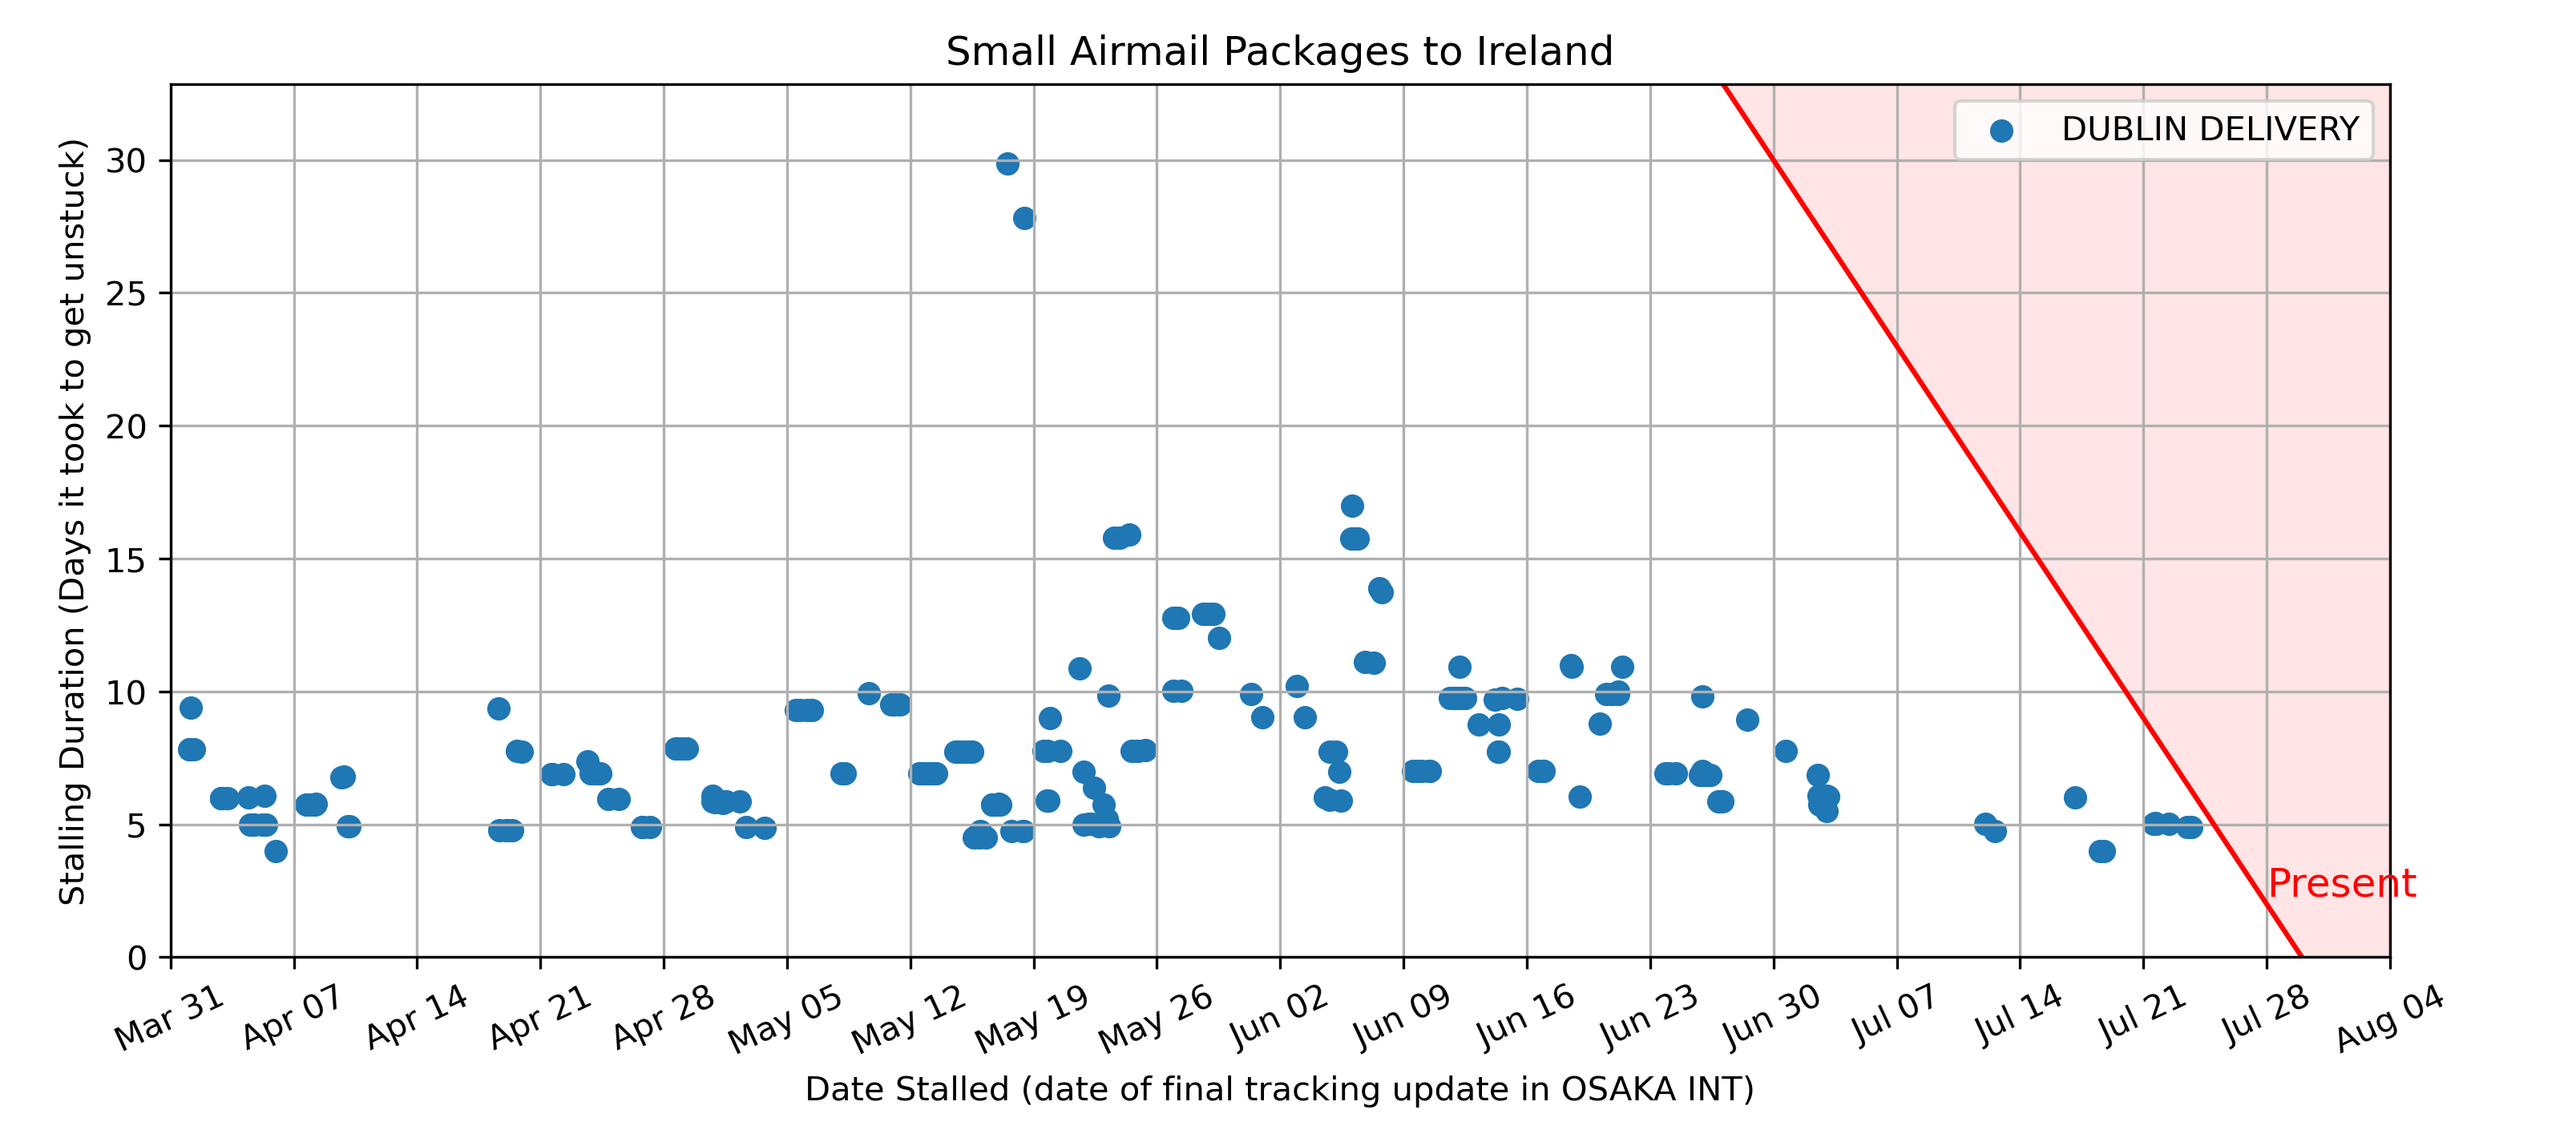 Small Airmail Packages to Ireland
DUBLIN DELIVERY
Stalling Duration (Days it took to get unstuck)
30
25
20
15
10
5
0
Present
Mar 31
Apr 07
Apr 14
Apr 21
Apr 28
May 05
May 12
May 19
May 26
Jun 02
Jun 09
Jun 16
Jun 23
Jun 30
Jul 07
Jul 14
Jul 21
Jul 28
Aug 04
Date Stalled (date of final tracking update in OSAKA INT)